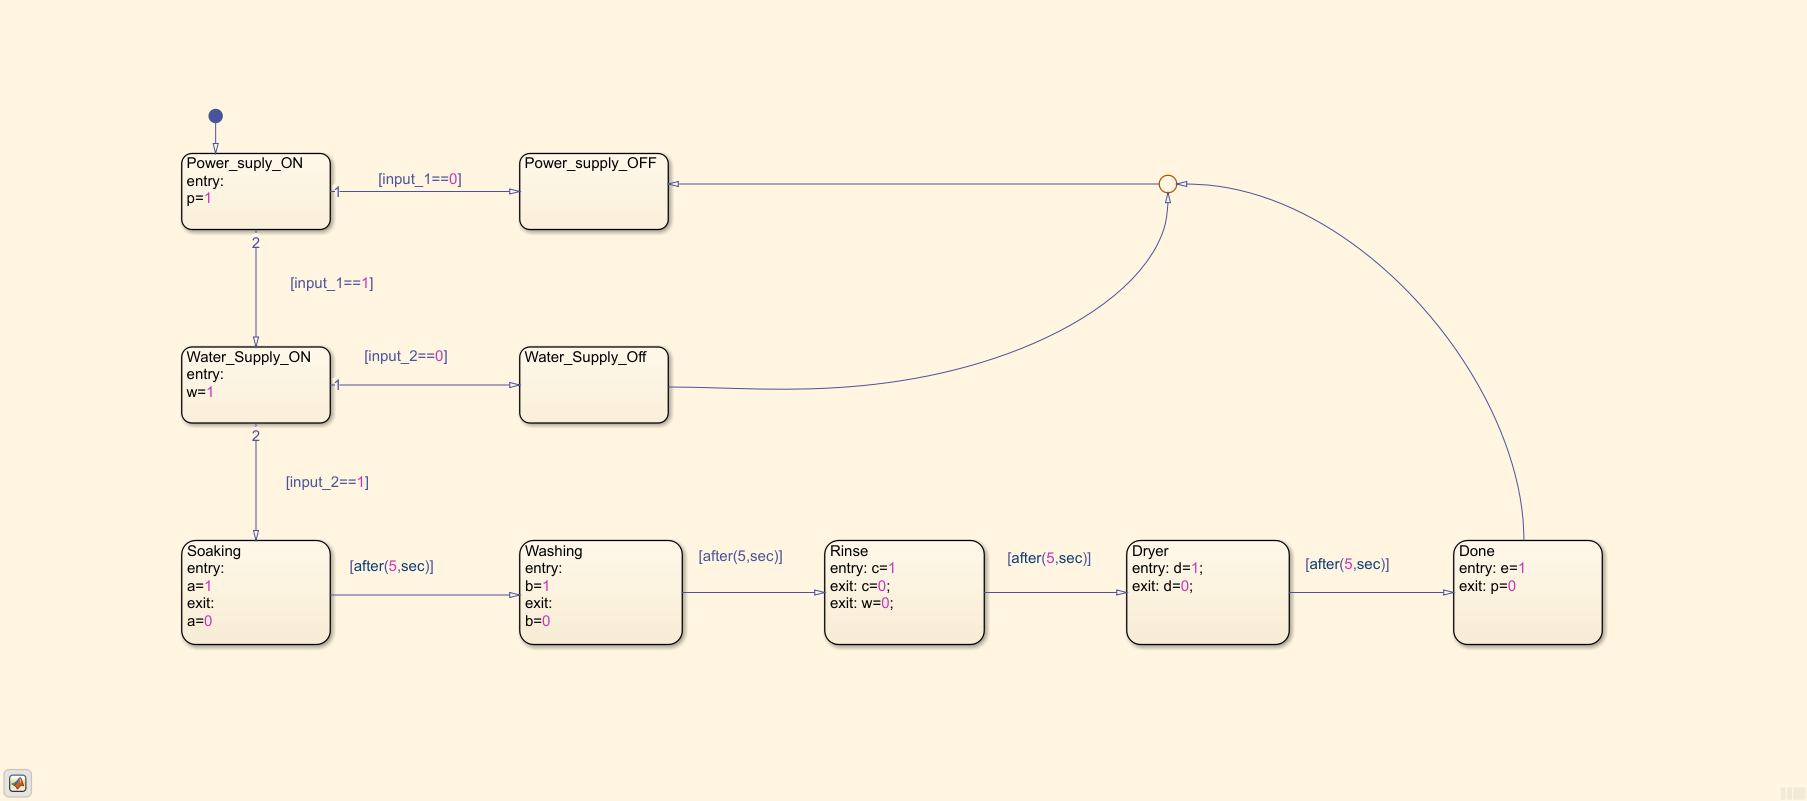 Power_suply_ON
entry:
p=1
1
[input_1==0]
Power_supply_OFF
2
[input_1==1]
Water_Supply_ON
entry:
w=1
1
[input_2==0]
Water_Supply_Off
2
[input_2==1]
Soaking
entry:
a=1
exit:
a=0
[after(5,sec)]
Washing
entry:
b=1
exit:
b=0
[after(5,sec)]
Rinse
entry: c=1
exit: c=0;
exit: w=0;
[after(5,sec)]
Dryer
entry: d=1;
exit: d=0;
[after(5,sec)]
Done
entry: e=1
exit: p=0